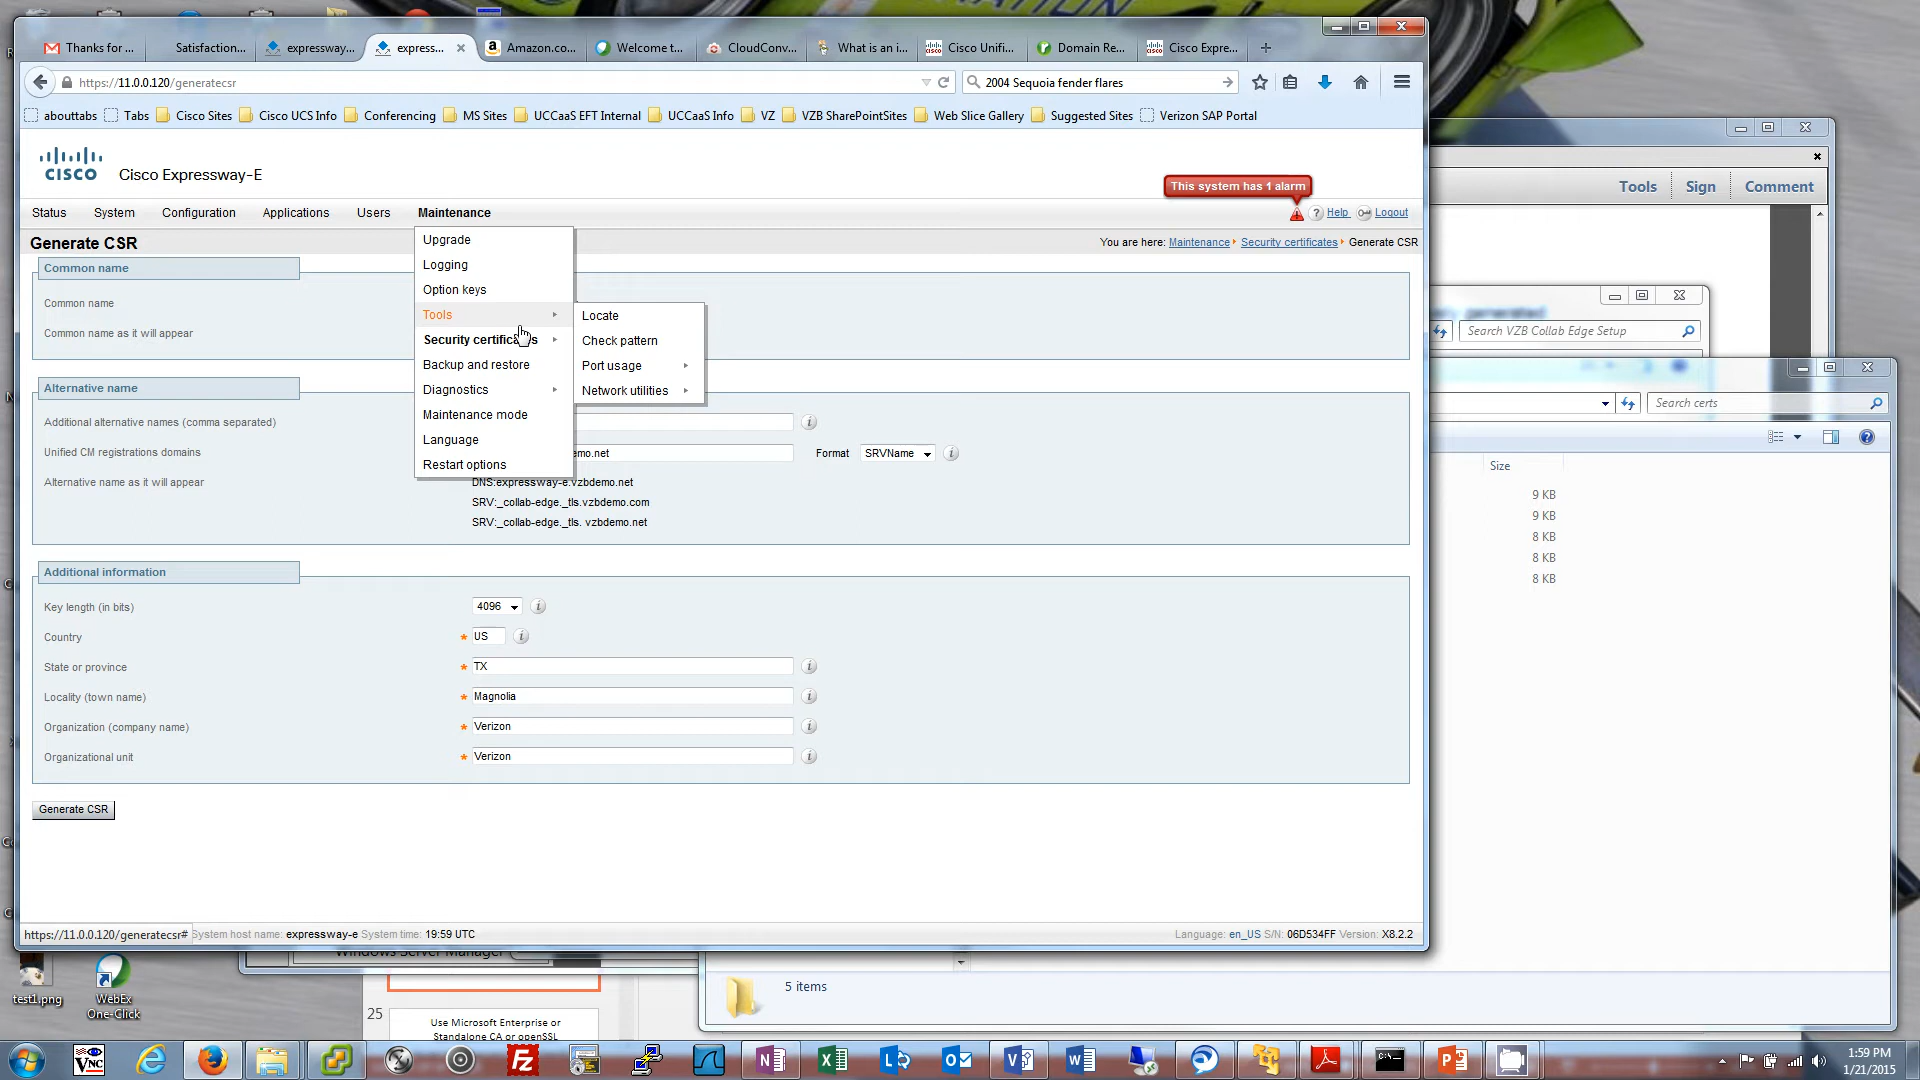 Thanks for ...
Satisfaction...
expressway...
express...
Amazon.co...
Welcome t...
CloudConv...
What is an i...
Cisco Unifi...
Domain Re...
Cisco Expre...
https://11.0.0.120/generatecsr
2004 Sequoia fender flares
abouttabs
Tabs
Cisco Sites
Cisco UCS Info
Conferencing
MS Sites
UCCaaS EFT Internal
UCCaaS Info
VZ
VZB SharePointSites
Web Slice Gallery
Suggested Sites
Verizon SAP Portal
CISCO
Cisco Expressway-E
This system has 1 alarm
Status
System
Configuration
Applications
Users
Maintenance
Help
Logout
Generate CSR
You are here: Maintenance Security certificates Generate CSR
Upgrade
Logging
Option keys
Tools
Security certificates
Backup and restore
Diagnostics
Maintenance mode
Language
Restart options
Locate
Check pattern
Port usage
Network utilities
Common name
Common name
Common name as it will appear
Alternative name
Additional alternative names (comma separated)
Unified CM registrations domains
emo.net
Format
SRVName
Alternative name as it will appear
DNS:expressway-e.vzbdemo.net
SRV:_collab-edge._tls.vzbdemo.com
SRV:_collab-edge._tls. vzbdemo.net
Additional information
Key length (in bits)
4096
Country
* US
State or province
* TX
Locality (town name)
* Magnolia
Organization (company name)
* Verizon
Organizational unit
* Verizon
Generate CSR
https://11.0.0.120/generatecsr#
System host name: expressway-e System time: 19:59 UTC
Language: en_US S/N: 06D534FF Version: X8.2.2
Tools
Sign
Comment
generated
Search VZB Collab Edge Setup
Search certs
Size
9 KB
9 KB
8 KB
8 KB
8 KB
5 items
Windows Server Manager
test1.png
WebEx
One-Click
25
Use Microsoft Enterprise or
Standalone CA or openSSL
1:59 PM
1/21/2015